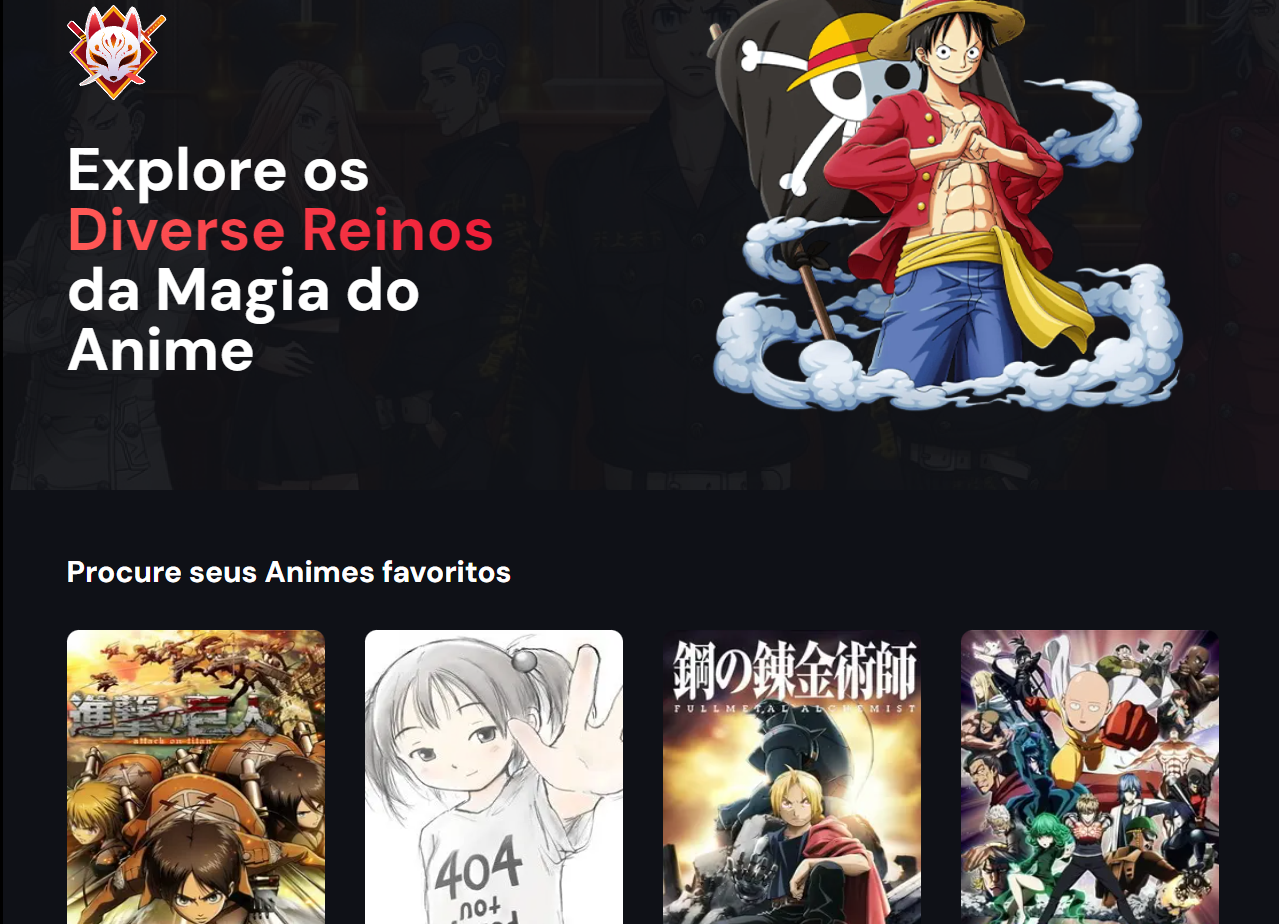 Explore os
Diverse Reinos
da Magia do
Anime
Procure seus Animes favoritos
進撃の巨人
attack on titan
404
not
鋼の錬金術師
FULLMETAL ALCHEMIST